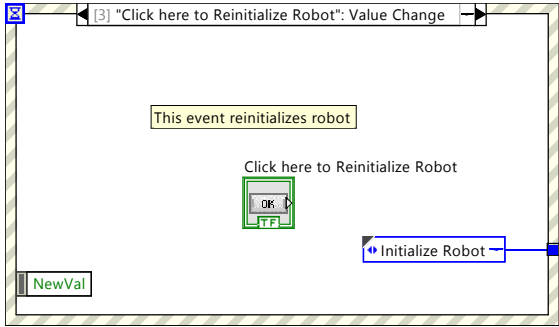 [3] "Click here to Reinitialize Robot": Value Change
This event reinitializes robot
Click here to Reinitialize Robot
OK
TF
Initialize Robot
NewVal